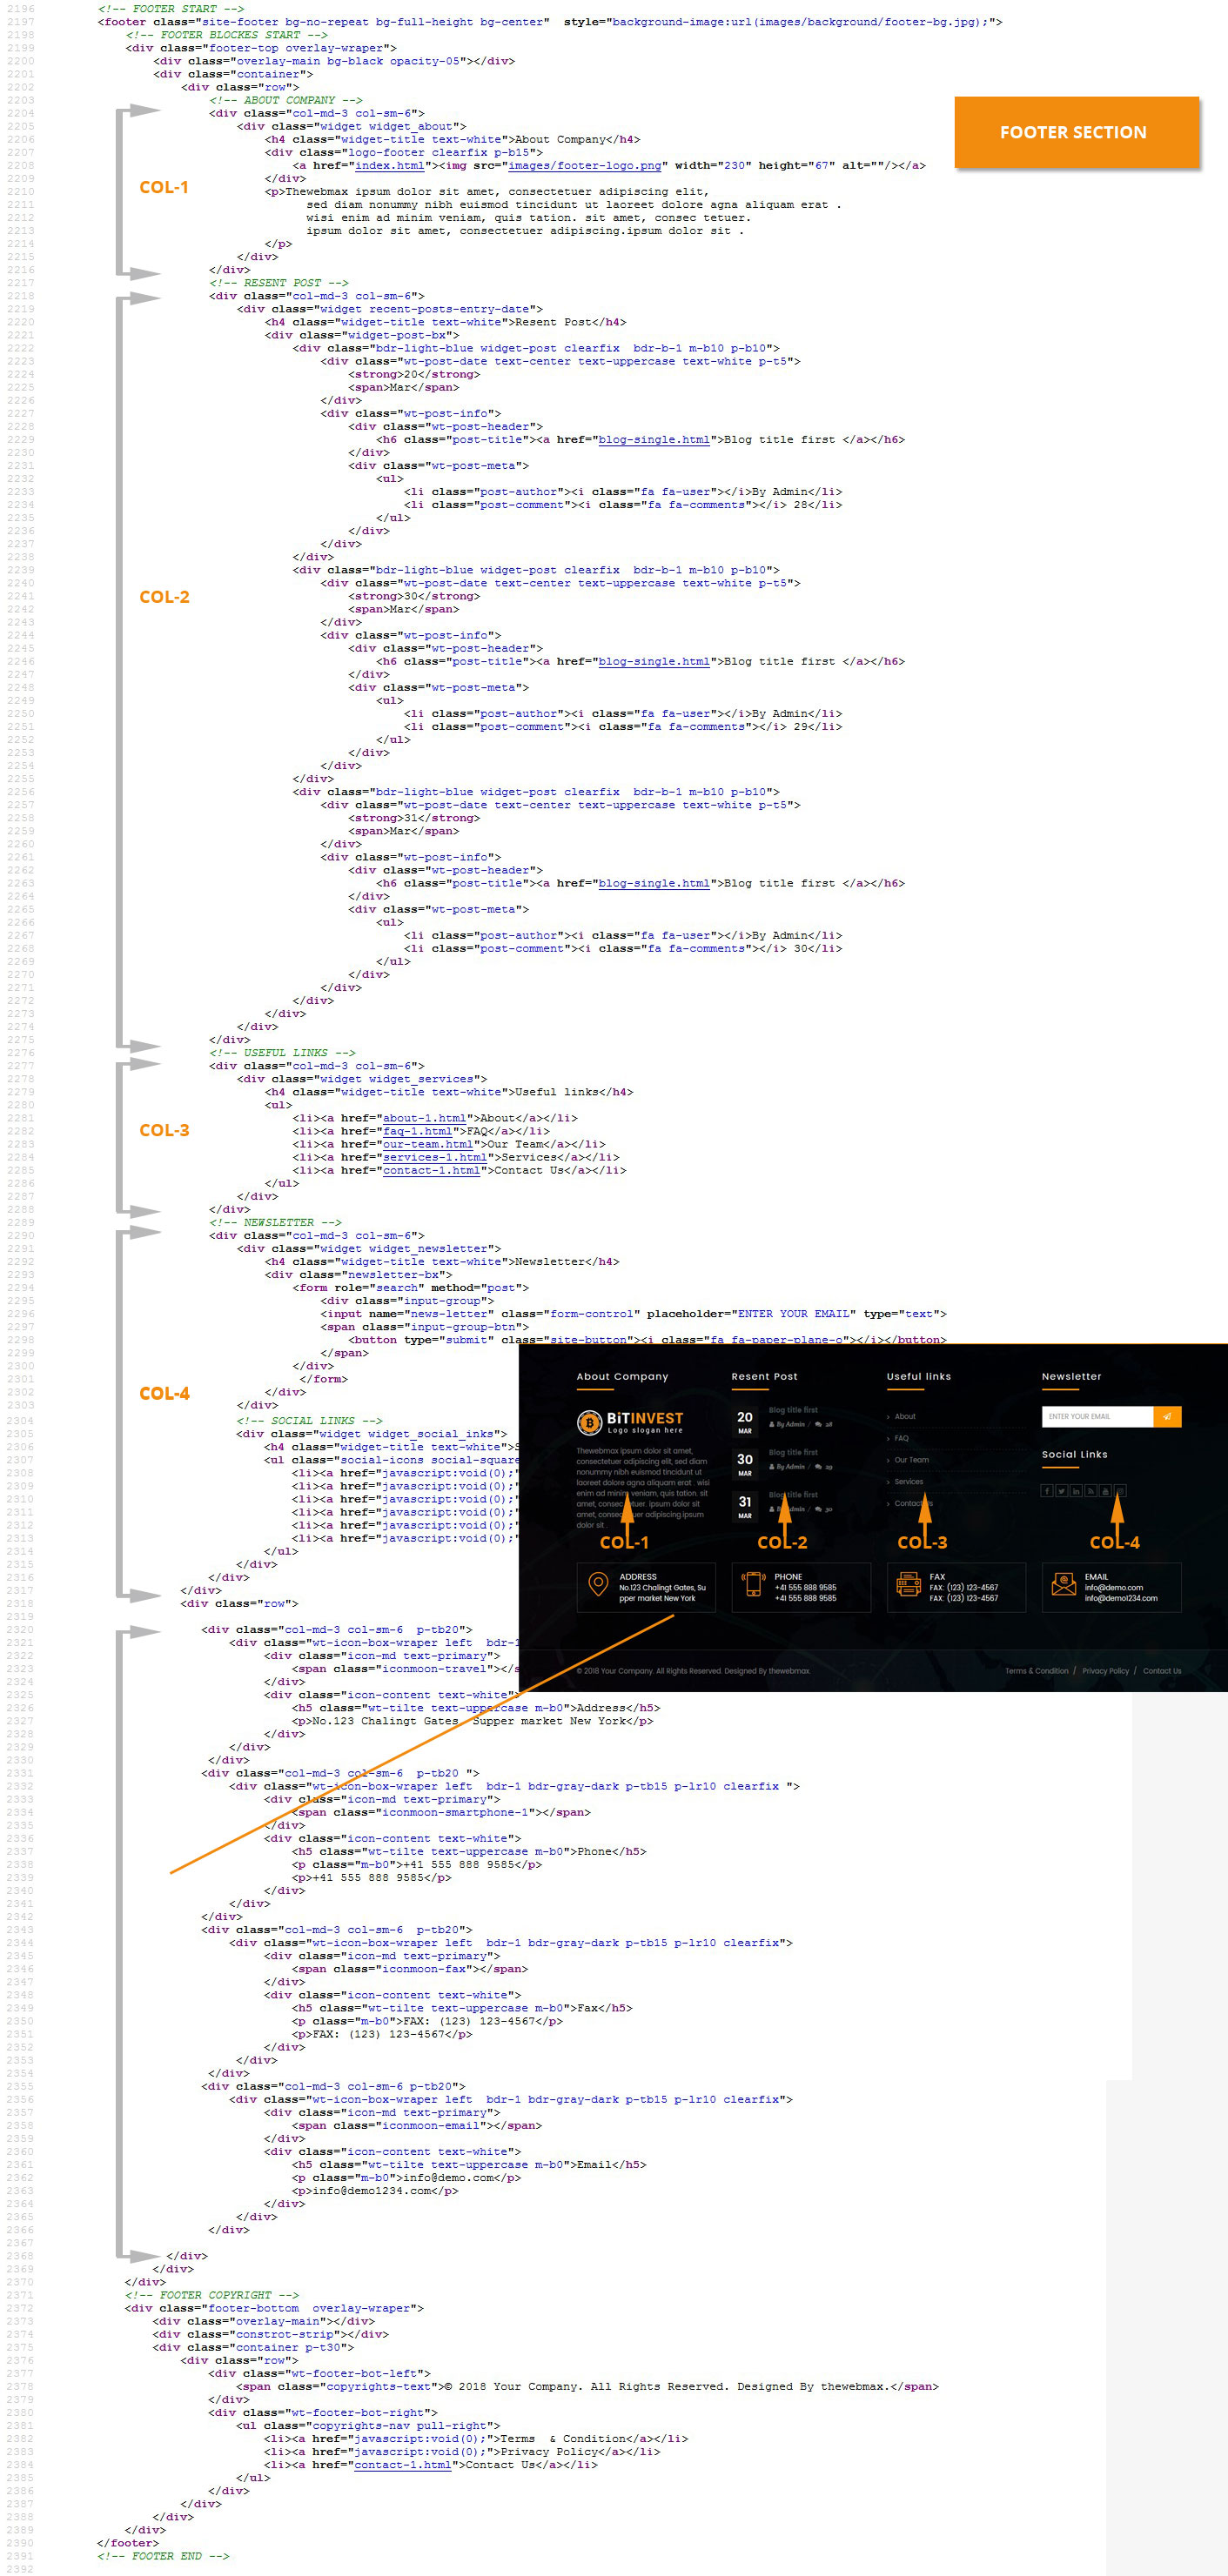 2196 <!-- FOOTER START -->
2197 <footer class="site-footer bg-no-repeat bg-full-height bg-center"  style="background-image:url(images/background/footer-bg.jpg);">
2198 <!-- FOOTER BLOCKES START -->
2199 <div class="footer-top overlay-wraper">
2200 <div class="overlay-main bg-black opacity-05"></div>
2201 <div class="container">
2202 <div class="row">
2203 <!-- ABOUT COMPANY -->
2204 <div class="col-md-3 col-sm-6">
2205 <div class="widget widget_about">
2206 <h4 class="widget-title text-white">About Company</h4>
2207 <div class="logo-footer clearfix p-b15">
2208 <a href="index.html"><img src="images/footer-logo.png" width="230" height="67" alt=""/></a>
2209 </div>
2210 <p>Thewebmax ipsum dolor sit amet, consectetuer adipiscing elit,
2211 sed diam nonummy nibh euismod tincidunt ut laoreet dolore agna aliquam erat .
2212 wisi enim ad minim veniam, quis tation. sit amet, consec tetuer.
2213 ipsum dolor sit amet, consectetuer adipiscing.ipsum dolor sit .
2214 </p>
2215 </div>
2216 </div>
FOOTER SECTION
COL-1
2217 <!-- RESENT POST -->
2218 <div class="col-md-3 col-sm-6">
2219 <div class="widget recent-posts-entry-date">
2220 <h4 class="widget-title text-white">Resent Post</h4>
2221 <div class="widget-post-bx">
2222 <div class="bdr-light-blue widget-post clearfix  bdr-b-1 m-b10 p-b10">
2223 <div class="wt-post-date text-center text-uppercase text-white p-t5">
2224 <strong>20</strong>
2225 <span>Mar</span>
2226 </div>
2227 <div class="wt-post-info">
2228 <div class="wt-post-header">
2229 <h6 class="post-title"><a href="blog-single.html">Blog title first </a></h6>
2230 </div>
2231 <div class="wt-post-meta">
2232 <ul>
2233 <li class="post-author"><i class="fa fa-user"></i>By Admin</li>
2234 <li class="post-comment"><i class="fa fa-comments"></i> 28</li>
2235 </ul>
2236 </div>
2237 </div>
2238 </div>
2239 <div class="bdr-light-blue widget-post clearfix  bdr-b-1 m-b10 p-b10">
2240 <div class="wt-post-date text-center text-uppercase text-white p-t5">
2241 <strong>30</strong>
2242 <span>Mar</span>
2243 </div>
2244 <div class="wt-post-info">
2245 <div class="wt-post-header">
2246 <h6 class="post-title"><a href="blog-single.html">Blog title first </a></h6>
2247 </div>
2248 <div class="wt-post-meta">
2249 <ul>
2250 <li class="post-author"><i class="fa fa-user"></i>By Admin</li>
2251 <li class="post-comment"><i class="fa fa-comments"></i> 29</li>
2252 </ul>
2253 </div>
2254 </div>
2255 </div>
2256 <div class="bdr-light-blue widget-post clearfix  bdr-b-1 m-b10 p-b10">
2257 <div class="wt-post-date text-center text-uppercase text-white p-t5">
2258 <strong>31</strong>
2259 <span>Mar</span>
2260 </div>
2261 <div class="wt-post-info">
2262 <div class="wt-post-header">
2263 <h6 class="post-title"><a href="blog-single.html">Blog title first </a></h6>
2264 </div>
2265 <div class="wt-post-meta">
2266 <ul>
2267 <li class="post-author"><i class="fa fa-user"></i>By Admin</li>
2268 <li class="post-comment"><i class="fa fa-comments"></i> 30</li>
2269 </ul>
2270 </div>
2271 </div>
2272 </div>
2273 </div>
2274 </div>
2275 </div>
COL-2
2276 <!-- USEFUL LINKS -->
2277 <div class="col-md-3 col-sm-6">
2278 <div class="widget widget_services">
2279 <h4 class="widget-title text-white">Useful links</h4>
2280 <ul>
2281 <li><a href="about-1.html">About</a></li>
2282 <li><a href="faq-1.html">FAQ</a></li>
2283 <li><a href="our-team.html">Our Team</a></li>
2284 <li><a href="services-1.html">Services</a></li>
2285 <li><a href="contact-1.html">Contact Us</a></li>
2286 </ul>
2287 </div>
2288 </div>
COL-3
2289 <!-- NEWSLETTER -->
2290 <div class="col-md-3 col-sm-6">
2291 <div class="widget widget_newsletter">
2292 <h4 class="widget-title text-white">Newsletter</h4>
2293 <div class="newsletter-bx">
2294 <form role="search" method="post">
2295 <div class="input-group">
2296 <input name="news-letter" class="form-control" placeholder="ENTER YOUR EMAIL" type="text">
2297 <span class="input-group-btn">
2298 <button type="submit" class="site-button"><i class="fa fa-paper-plane-o"></i></button>
2299 </span>
2300 </div>
2301 </form>
2302 </div>
2303 </div>
2304 <!-- SOCIAL LINKS -->
2305 <div class="widget widget_social_inks">
2306 <h4 class="widget-title text-white">S
2307 <ul class="social-icons social-square
2308 <li><a href="javascript:void(0);"
2309 <li><a href="javascript:void(0);"
2310 <li><a href="javascript:void(0);"
2311 <li><a href="javascript:void(0);"
2312 <li><a href="javascript:void(0);"
2313 <li><a href="javascript:void(0);"
2314 </ul>
2315 </div>
2316 </div>
2317 </div>
COL-4
2318 <div class="row">
2319
2320 <div class="col-md-3 col-sm-6  p-tb20">
2321 <div class="wt-icon-box-wraper left  bdr-1
2322 <div class="icon-md text-primary">
2323 <span class="iconmoon-travel"></s
2324 </div>
2325 <div class="icon-content text-white">
2326 <h5 class="wt-tilte text-uppercase m-b0">Address</h5>
2327 <p>No.123 Chalingt Gates, Supper market New York</p>
2328 </div>
2329 </div>
2330 </div>
2331 <div class="col-md-3 col-sm-6  p-tb20 ">
2332 <div class="wt-icon-box-wraper left  bdr-1 bdr-gray-dark p-tb15 p-lr10 clearfix ">
2333 <div class="icon-md text-primary">
2334 <span class="iconmoon-smartphone-1"></span>
2335 </div>
2336 <div class="icon-content text-white">
2337 <h5 class="wt-tilte text-uppercase m-b0">Phone</h5>
2338 <p class="m-b0">+41 555 888 9585</p>
2339 <p>+41 555 888 9585</p>
2340 </div>
2341 </div>
2342 </div>
2343 <div class="col-md-3 col-sm-6  p-tb20">
2344 <div class="wt-icon-box-wraper left  bdr-1 bdr-gray-dark p-tb15 p-lr10 clearfix">
2345 <div class="icon-md text-primary">
2346 <span class="iconmoon-fax"></span>
2347 </div>
2348 <div class="icon-content text-white">
2349 <h5 class="wt-tilte text-uppercase m-b0">Fax</h5>
2350 <p class="m-b0">FAX: (123) 123-4567</p>
2351 <p>FAX: (123) 123-4567</p>
2352 </div>
2353 </div>
2354 </div>
2355 <div class="col-md-3 col-sm-6 p-tb20">
2356 <div class="wt-icon-box-wraper left  bdr-1 bdr-gray-dark p-tb15 p-lr10 clearfix">
2357 <div class="icon-md text-primary">
2358 <span class="iconmoon-email"></span>
2359 </div>
2360 <div class="icon-content text-white">
2361 <h5 class="wt-tilte text-uppercase m-b0">Email</h5>
2362 <p class="m-b0">info@demo.com</p>
2363 <p>info@demo1234.com</p>
2364 </div>
2365 </div>
2366 </div>
2367
2368 </div>
2369 </div>
2370 </div>
2371 <!-- FOOTER COPYRIGHT -->
2372 <div class="footer-bottom  overlay-wraper">
2373 <div class="overlay-main"></div>
2374 <div class="constrot-strip"></div>
2375 <div class="container p-t30">
2376 <div class="row">
2377 <div class="wt-footer-bot-left">
2378 <span class="copyrights-text">© 2018 Your Company. All Rights Reserved. Designed By thewebmax.</span>
2379 </div>
2380 <div class="wt-footer-bot-right">
2381 <ul class="copyrights-nav pull-right">
2382 <li><a href="javascript:void(0);">Terms  & Condition</a></li>
2383 <li><a href="javascript:void(0);">Privacy Policy</a></li>
2384 <li><a href="contact-1.html">Contact Us</a></li>
2385 </ul>
2386 </div>
2387 </div>
2388 </div>
2389 </div>
2390 </footer>
2391 <!-- FOOTER END -->
2392
About Company
BiTINVEST
Logo slogan here
Thewebmax ipsum dolor sit amet,
consectetuer adipiscing elit, sed diam
nonummy nibh euismod tincidunt ut
laoreet dolore agna aliquam erat . wisi
enim ad minim veniam, quis tation. sit
amet, consec tetuer. ipsum dolor sit
amet, consectetuer adipiscing.ipsum
dolor sit .
COL-1
Resent Post
20 MAR
Blog title first
By Admin / 28
30 MAR
Blog title first
By Admin / 29
31 MAR
Blog title first
By Admin / 30
COL-2
Useful links
About
FAQ
Our Team
Services
Contact Us
COL-3
Newsletter
ENTER YOUR EMAIL
Social Links
COL-4
ADDRESS
No.123 Chalingt Gates, Su
pper market New York
PHONE
+41 555 888 9585
+41 555 888 9585
FAX
FAX: (123) 123-4567
FAX: (123) 123-4567
EMAIL
info@demo.com
info@demo1234.com
© 2018 Your Company. All Rights Reserved. Designed By thewebmax.
Terms & Condition / Privacy Policy / Contact Us